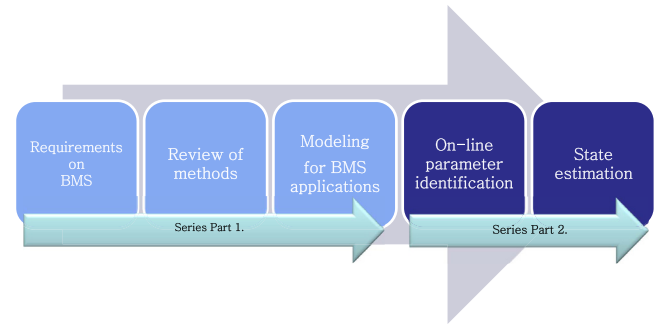 Requirements
on
BMS
Review of
methods
Modeling
for BMS
applications
On-line
parameter
identification
State
estimation
Series Part 1.
Series Part 2.